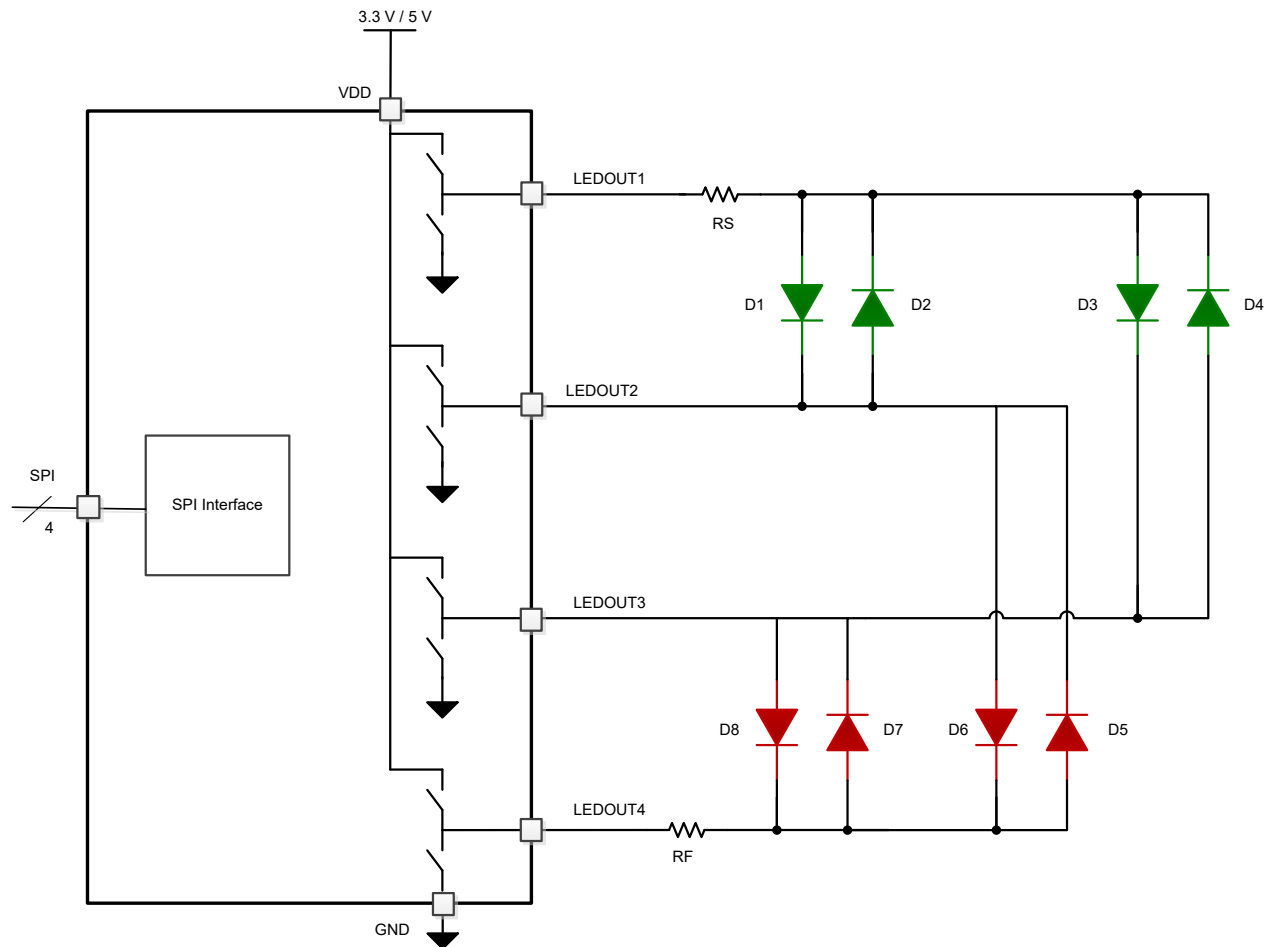 3.3 V / 5 V
VDD
LEDOUT1
RS
D1
D2
D3
D4
LEDOUT2
SPI
SPI Interface
4
LEDOUT3
D8
D7
D6
D5
LEDOUT4
RF
GND